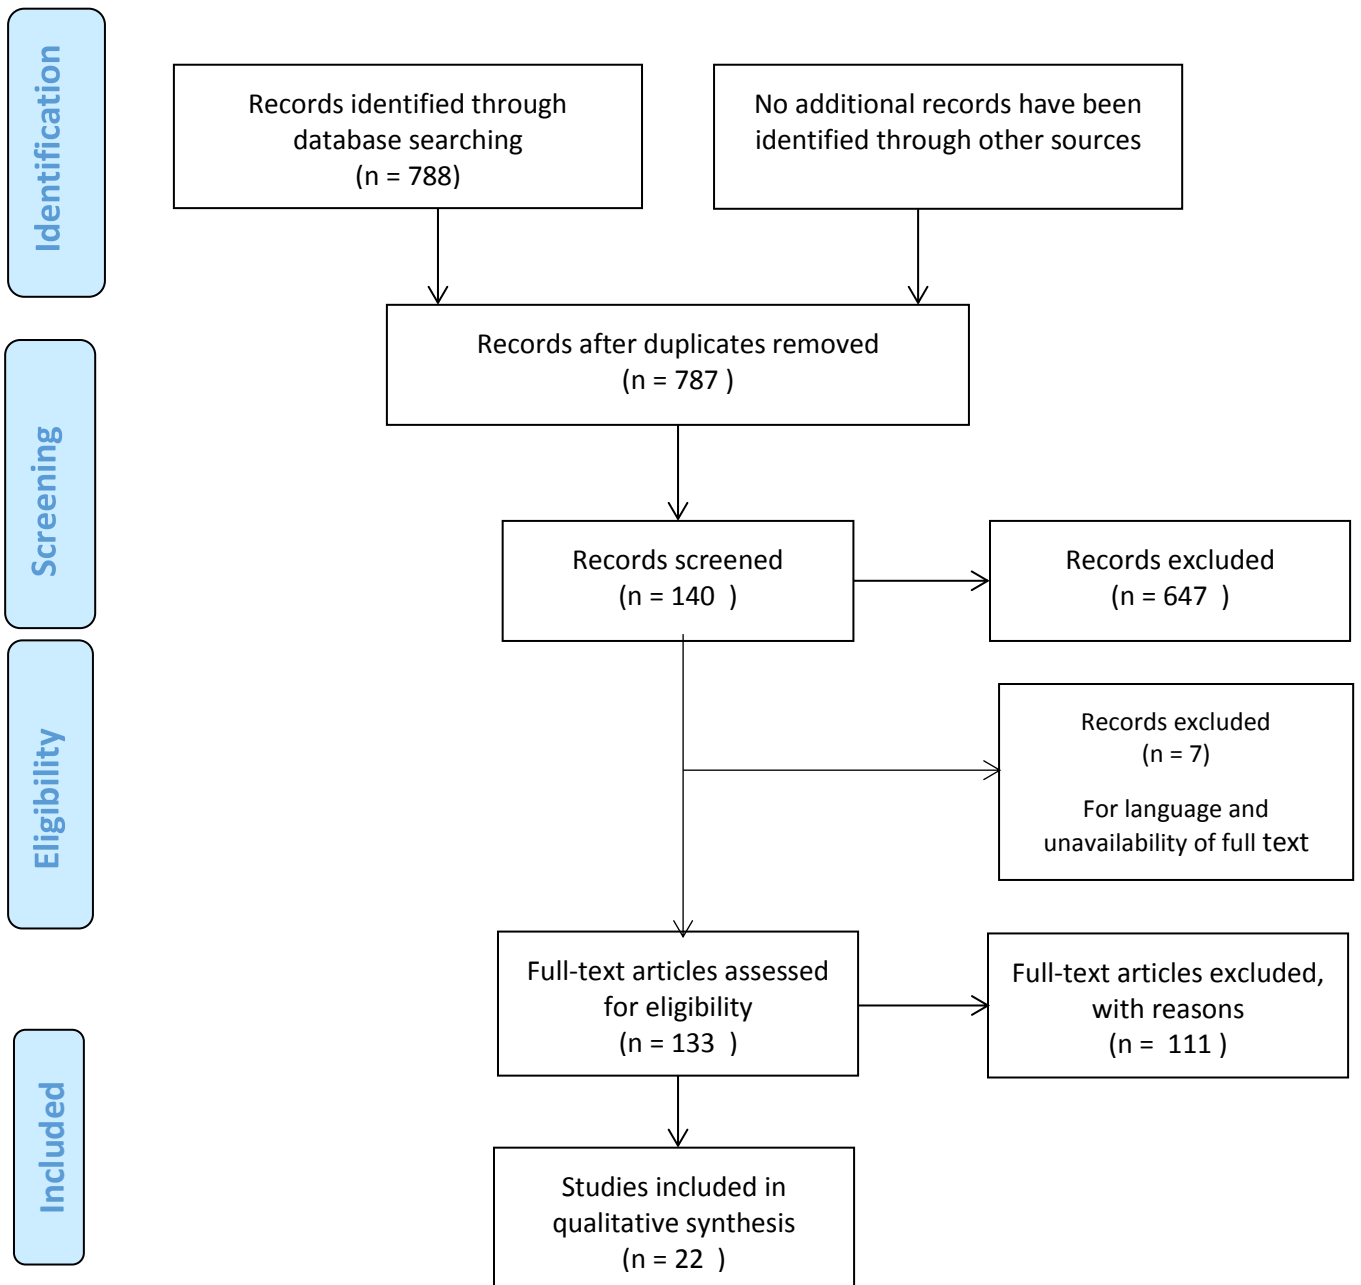 Identification
Records identified through
database searching
(n = 788)
No additional records have been
identified through other sources
Records after duplicates removed
(n = 787 )
Screening
Records screened
(n = 140  )
Records excluded
(n = 647  )
Eligibility
Records excluded
(n = 7)
For language and
unavailability of full text
Full-text articles assessed
for eligibility
(n = 133  )
Full-text articles excluded,
with reasons
(n =  111 )
Included
Studies included in
qualitative synthesis
(n = 22  )